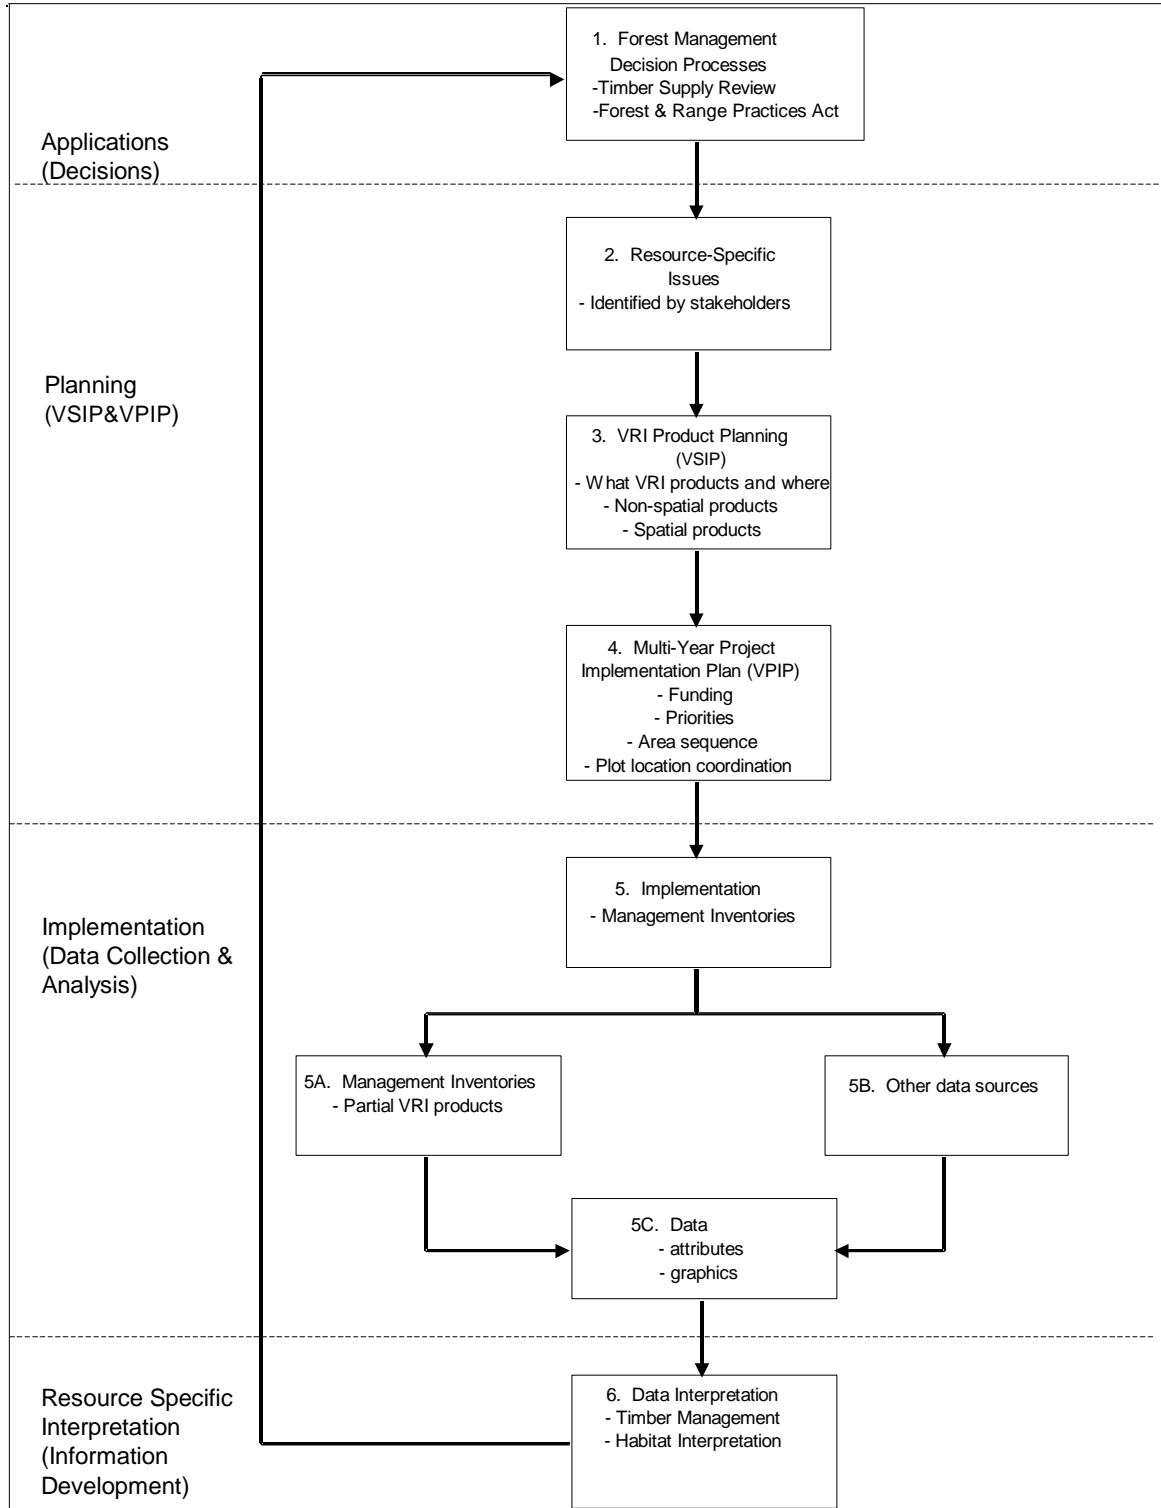 1. Forest Management
Decision Processes
-Timber Supply Review
-Forest & Range Practices Act
Applications
(Decisions)
2. Resource-Specific
Issues
- Identified by stakeholders
Planning
(VSIP&VPIP)
3. VRI Product Planning
(VSIP)
- What VRI products and where
- Non-spatial products
- Spatial products
4. Multi-Year Project
Implementation Plan (VPIP)
- Funding
- Priorities
- Area sequence
- Plot location coordination
5. Implementation
- Management Inventories
Implementation
(Data Collection &
Analysis)
5A. Management Inventories
- Partial VRI products
5B. Other data sources
5C. Data
- attributes
- graphics
Resource Specific
Interpretation
(Information
Development)
6. Data Interpretation
- Timber Management
- Habitat Interpretation